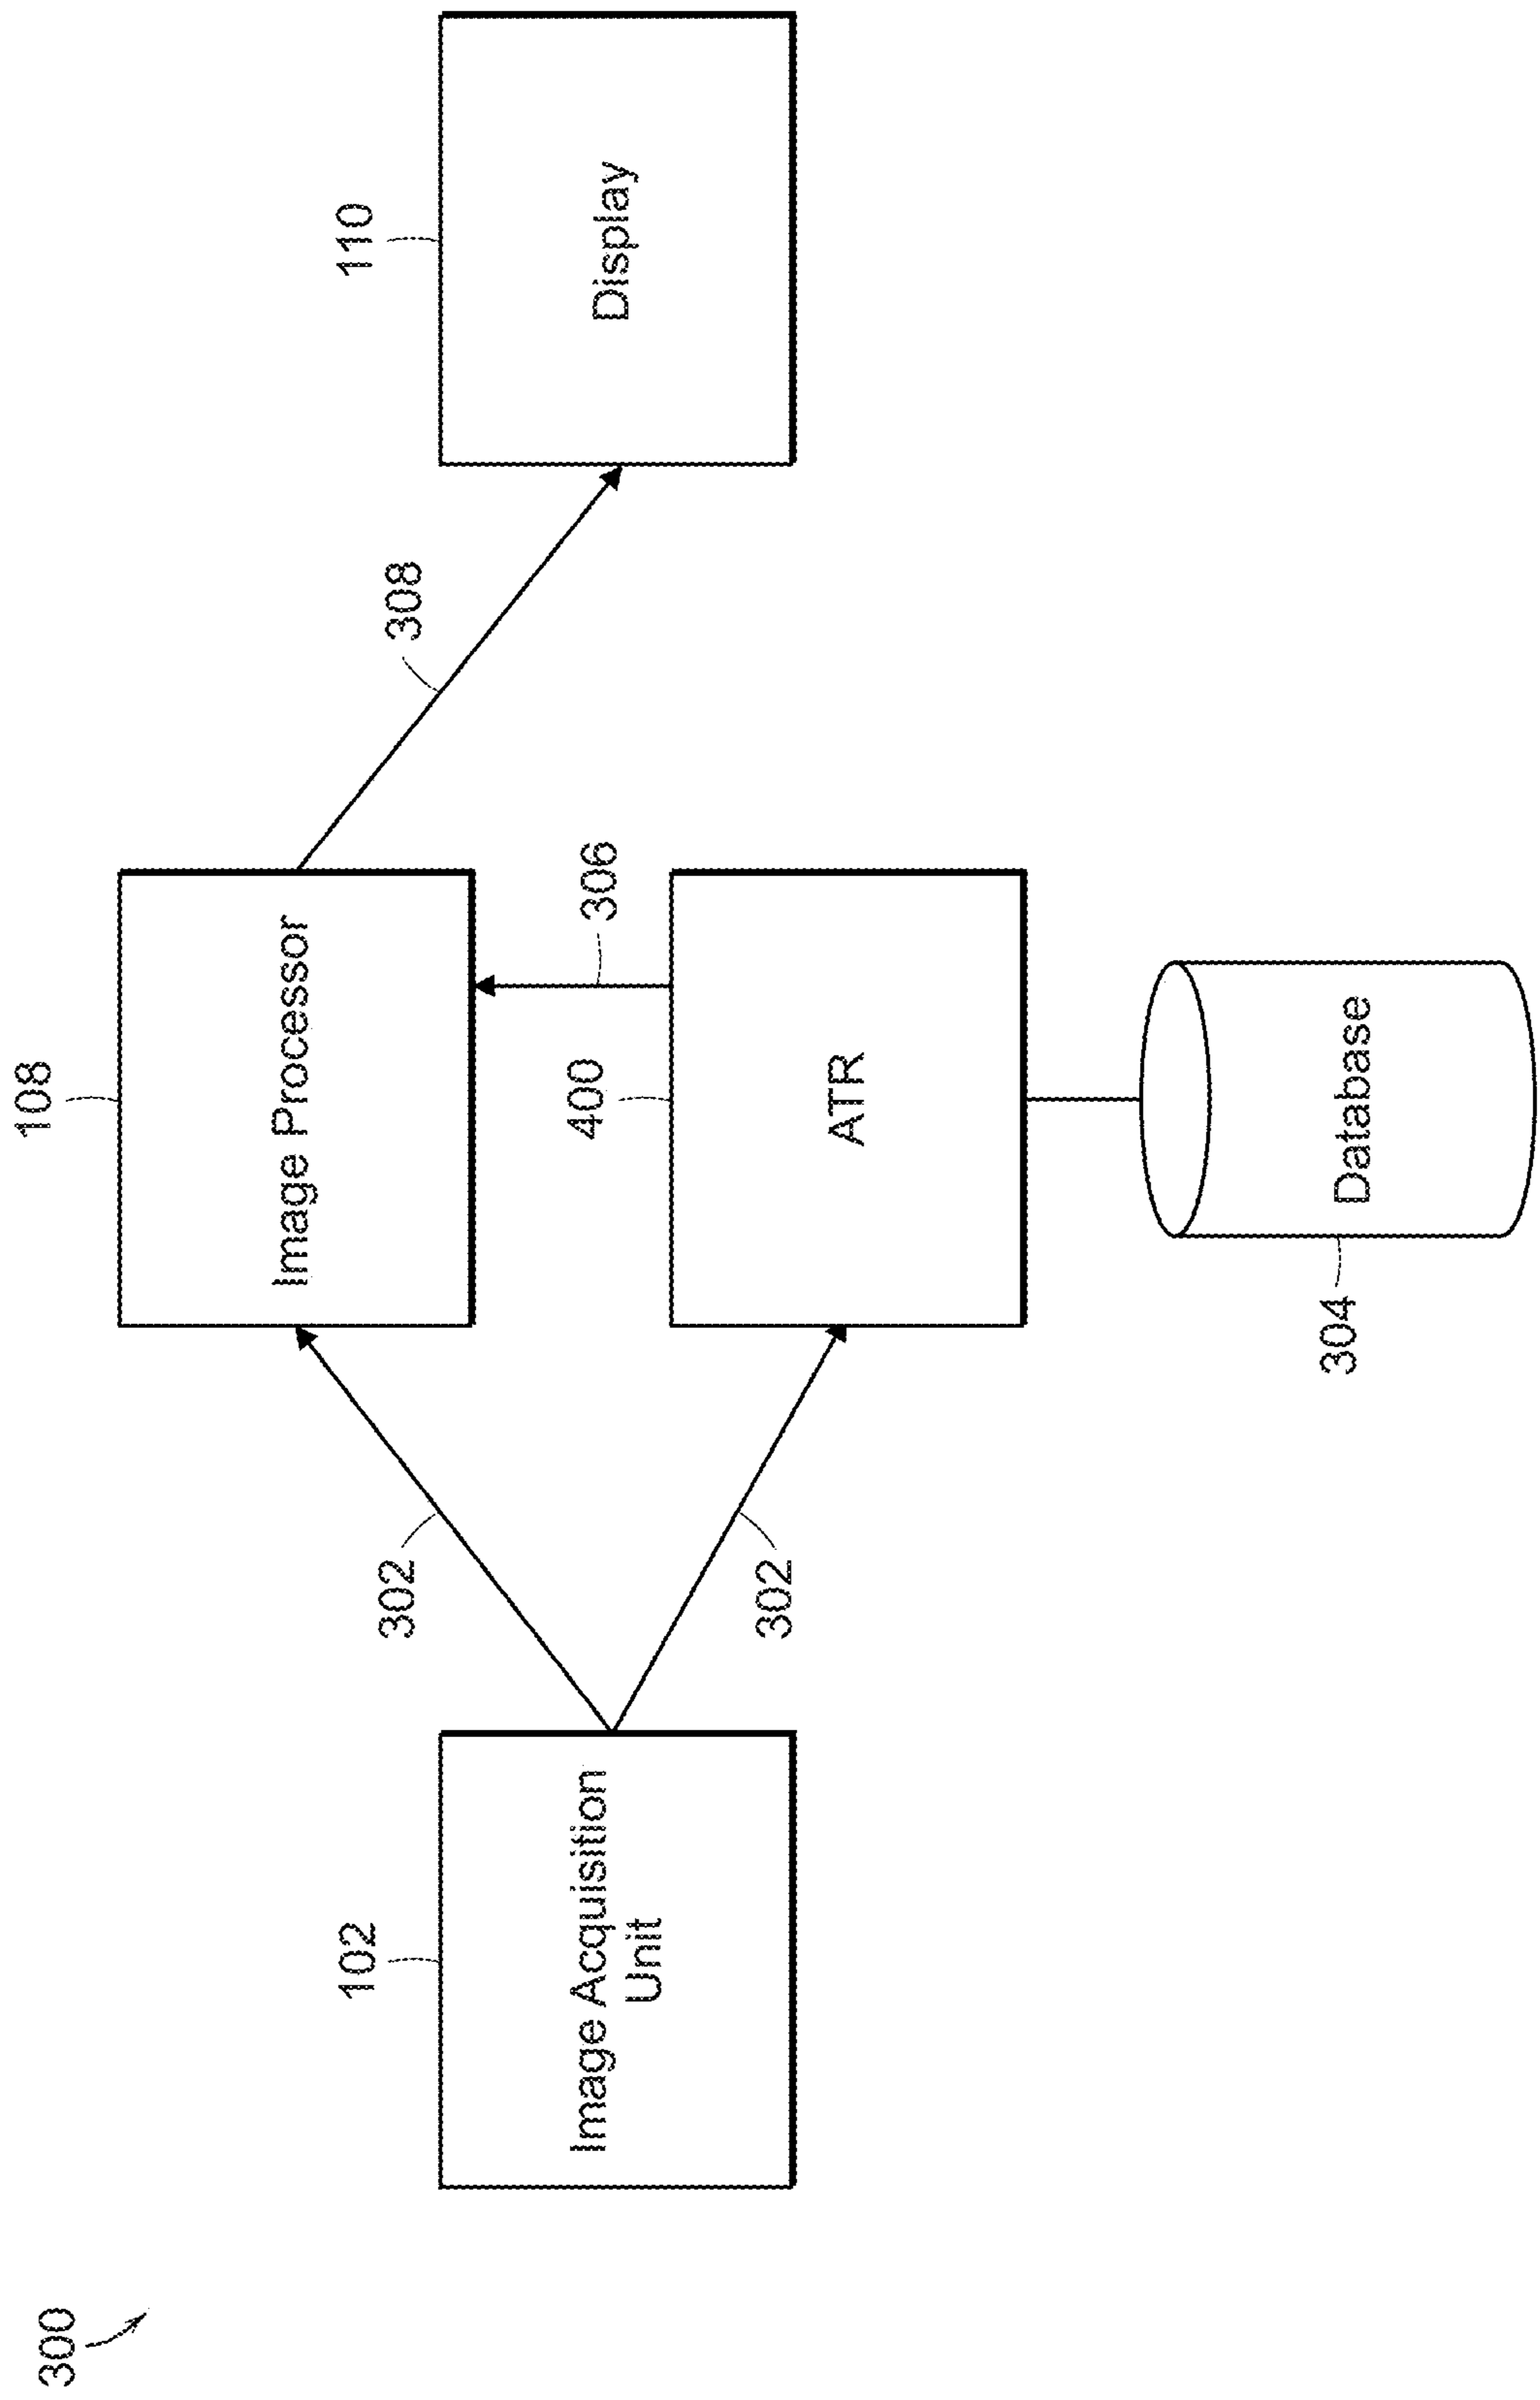 300
102
Image Acquisition
Unit
302
302
108
Image Processor
400
ATR
306
304
Database
308
110
Display